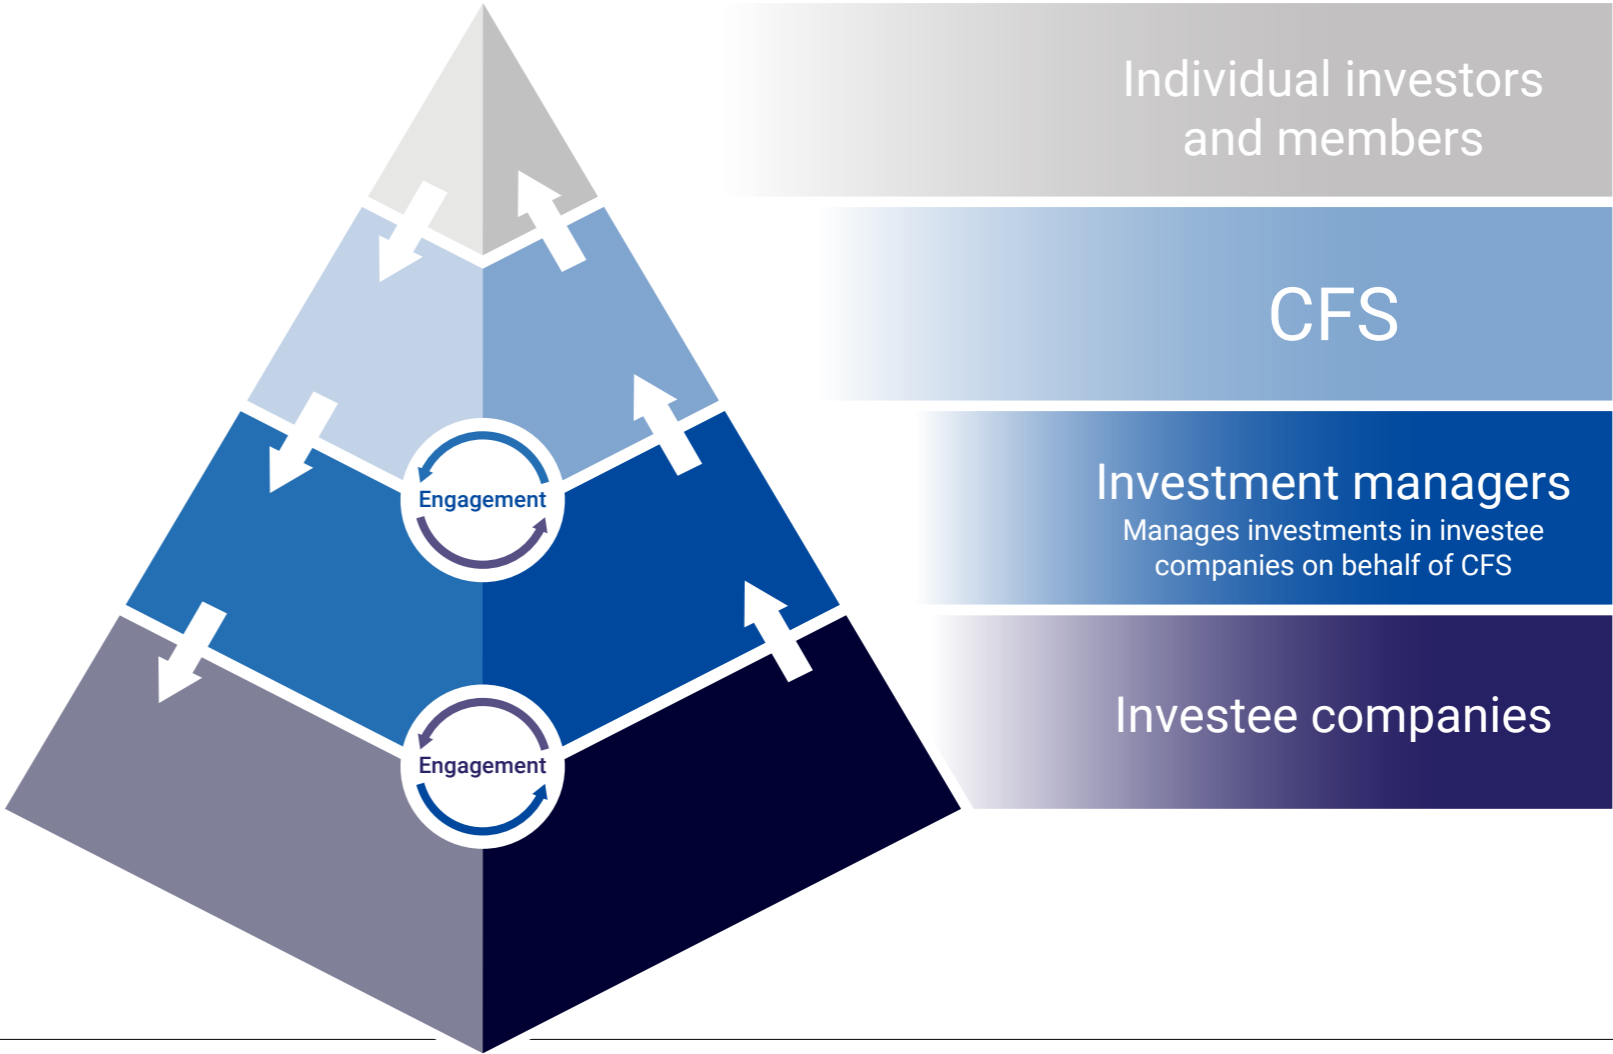 Individual investors
and members
CFS
Investment managers
Manages investments in investee
companies on behalf of CFS
Engagement
Investee companies
Engagement